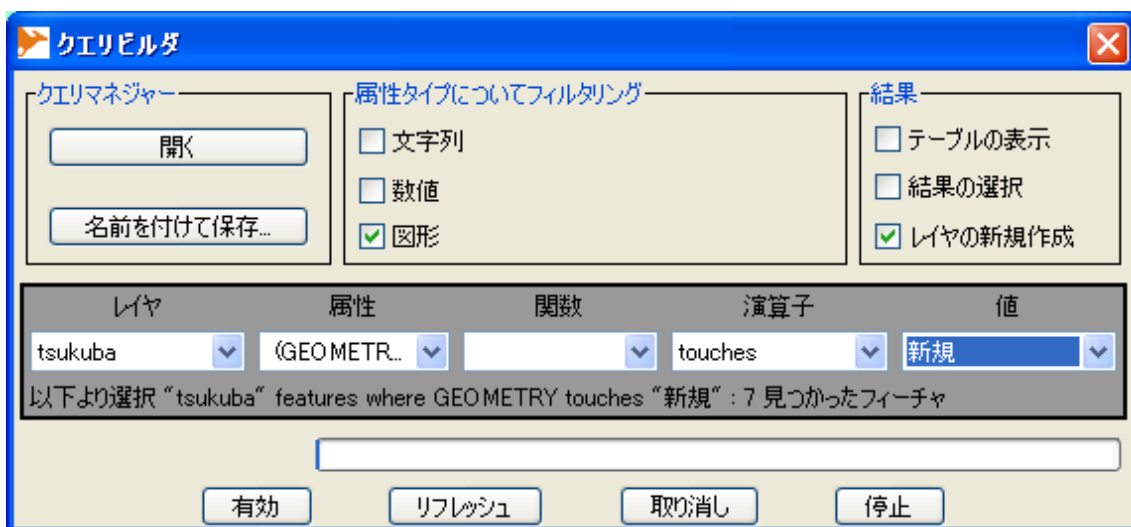 クエリビルダ
クエリマネジャー
開く
名前を付けて保存...
属性タイプについてフィルタリング
文字列
数値
図形
結果
テーブルの表示
結果の選択
レイヤの新規作成
レイヤ 属性 関数 演算子 値
tsukuba (GEOMETR... touches 新規
以下より選択 "tsukuba" features where GEOMETRY touches "新規" : 7 見つかったフィーチャ
有効 リフレッシュ 取り消し 停止